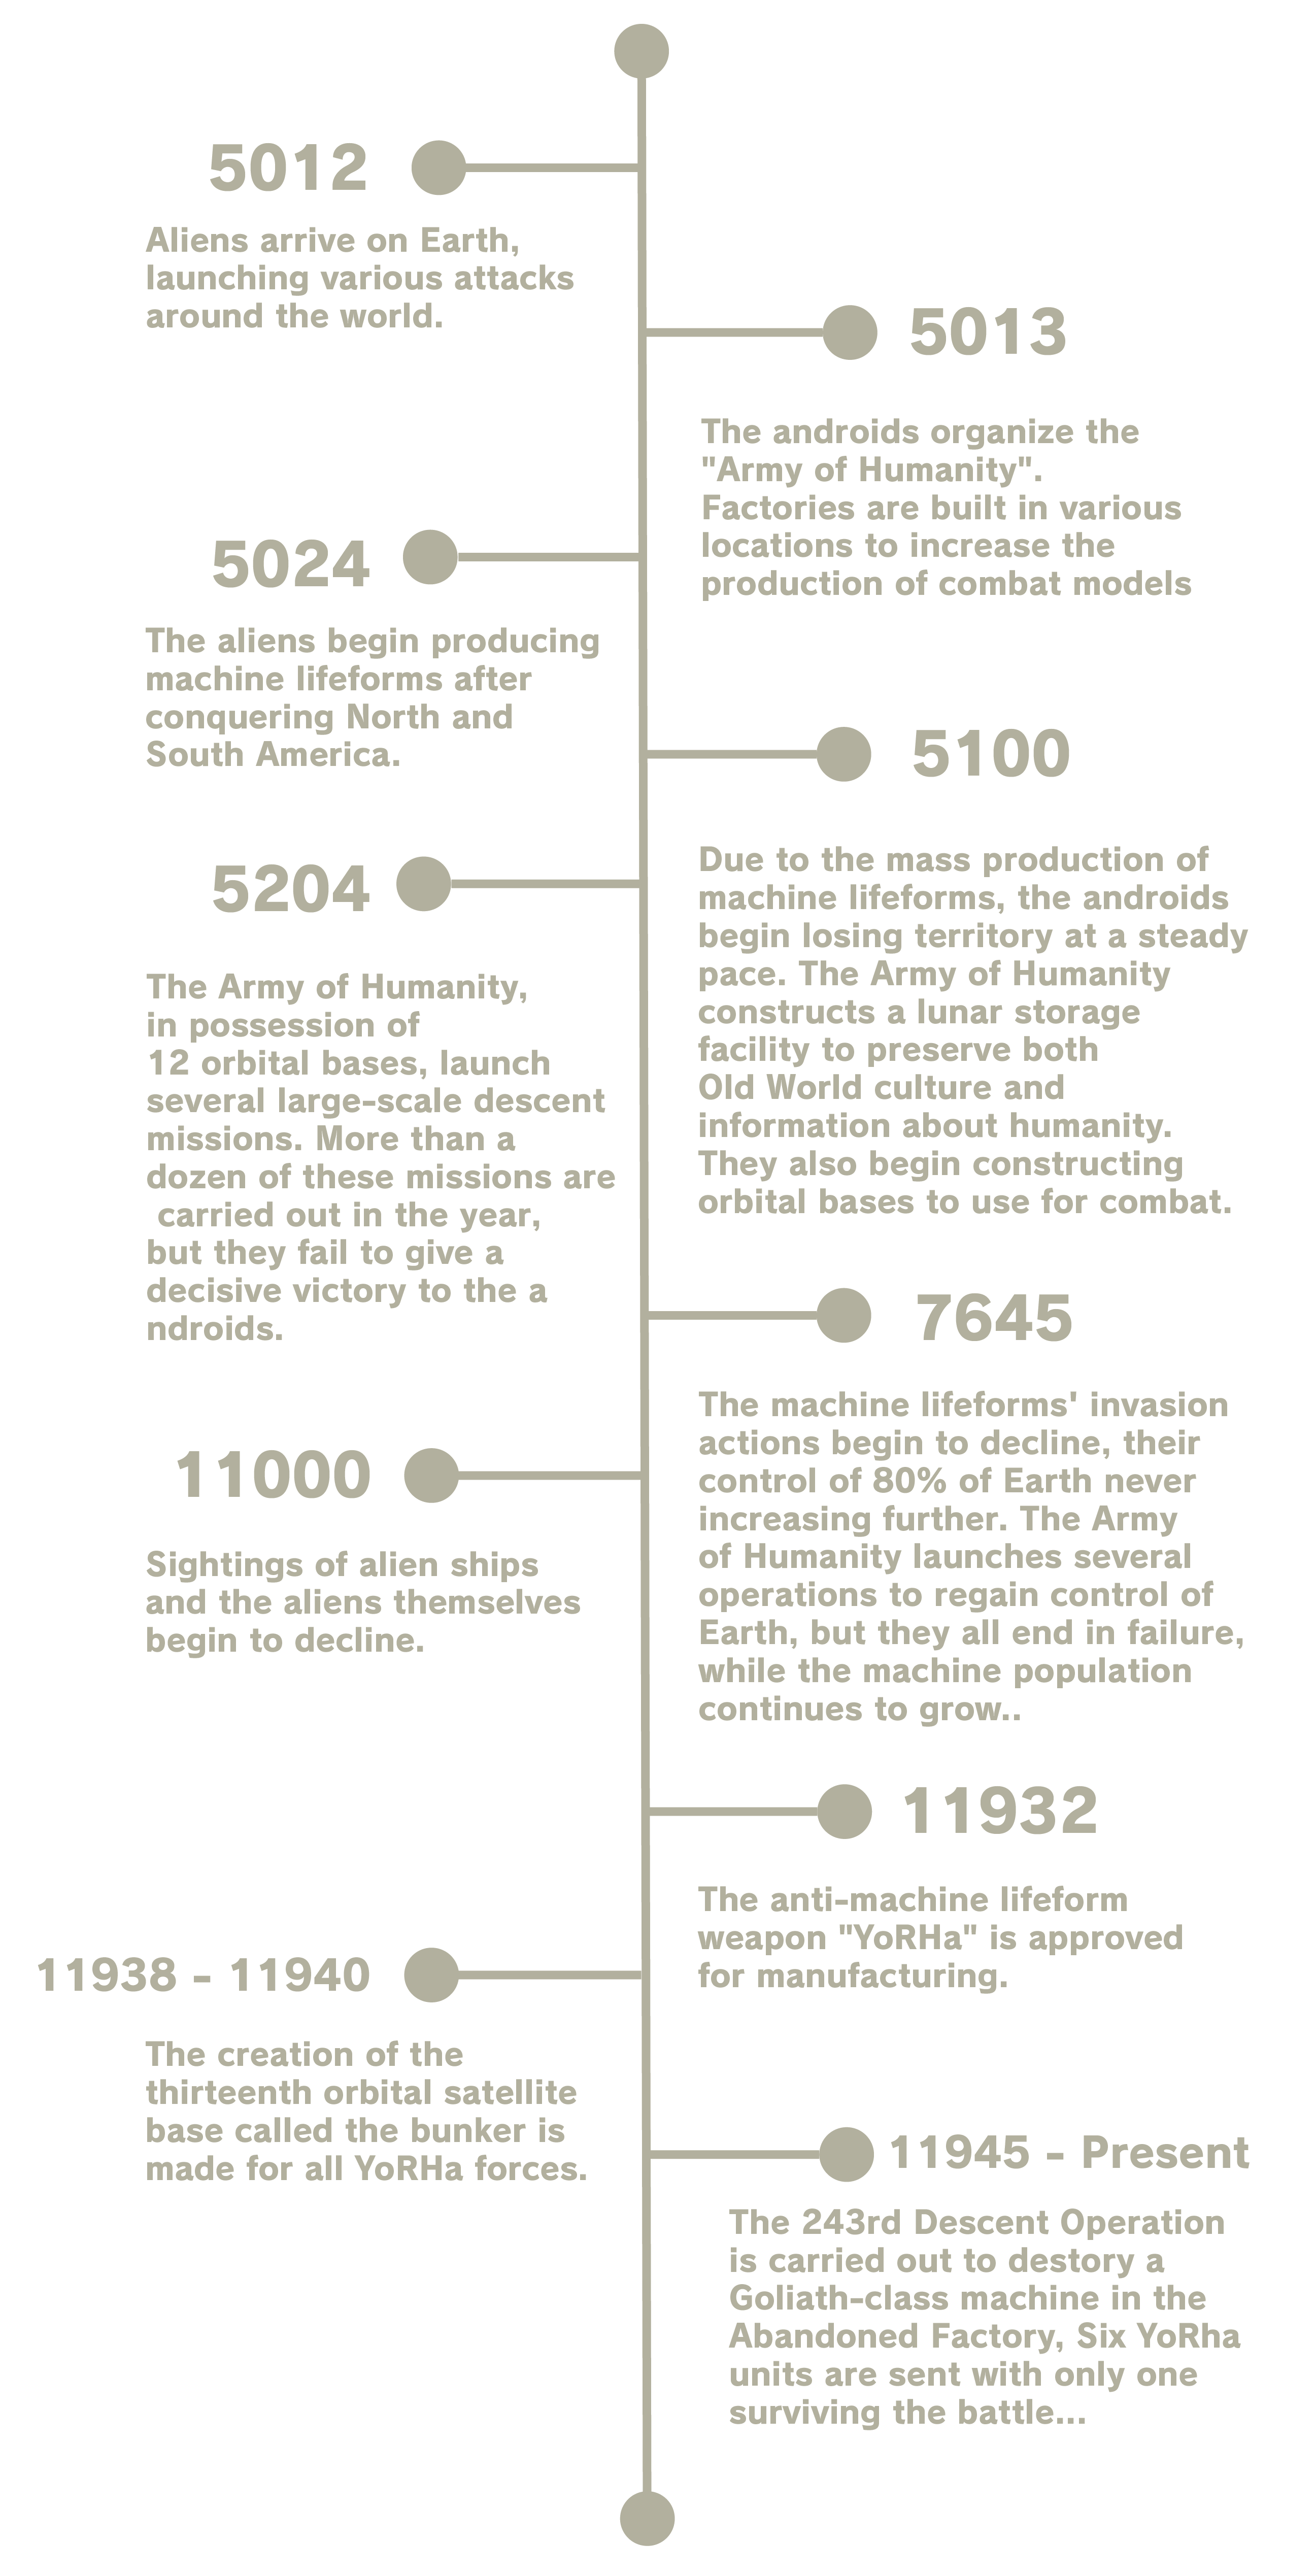 5012
Aliens arrive on Earth,
launching various attacks
around the world.
5013
The androids organize the
"Army of Humanity".
Factories are built in various
locations to increase the
production of combat models
5024
The aliens begin producing
machine lifeforms after
conquering North and
South America.
5100
Due to the mass production of
machine lifeforms, the androids
begin losing territory at a steady
pace. The Army of Humanity
constructs a lunar storage
facility to preserve both
Old World culture and
information about humanity.
They also begin constructing
orbital bases to use for combat.
5204
The Army of Humanity,
in possession of
12 orbital bases, launch
several large-scale descent
missions. More than a
dozen of these missions are
carried out in the year,
but they fail to give a
decisive victory to the a
ndroids.
7645
The machine lifeforms' invasion
actions begin to decline, their
control of 80% of Earth never
increasing further. The Army
of Humanity launches several
operations to regain control of
Earth, but they all end in failure,
while the machine population
continues to grow..
11000
Sightings of alien ships
and the aliens themselves
begin to decline.
11932
The anti-machine lifeform
weapon "YoRHa" is approved
for manufacturing.
11938 - 11940
The creation of the
thirteenth orbital satellite
base called the bunker is
made for all YoRHa forces.
11945 - Present
The 243rd Descent Operation
is carried out to destory a
Goliath-class machine in the
Abandoned Factory, Six YoRha
units are sent with only one
surviving the battle...